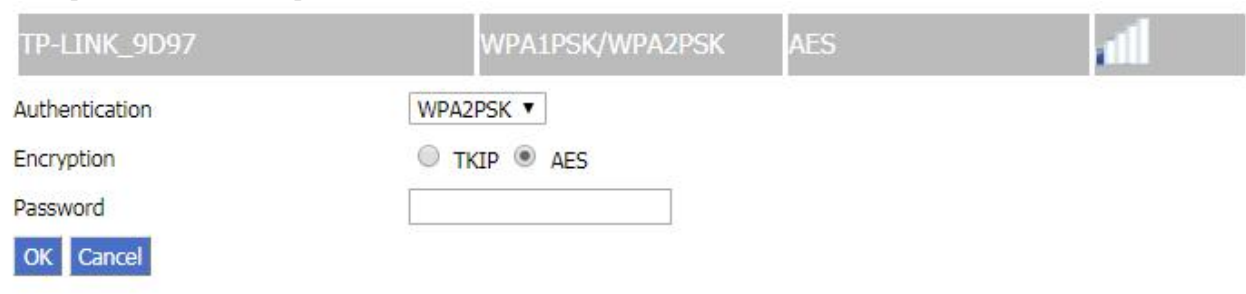 TP-LINK_9D97 WPA1PSK/WPA2PSK AES
Authentication WPA2PSK
Encryption TKIP AES
Password
OK Cancel